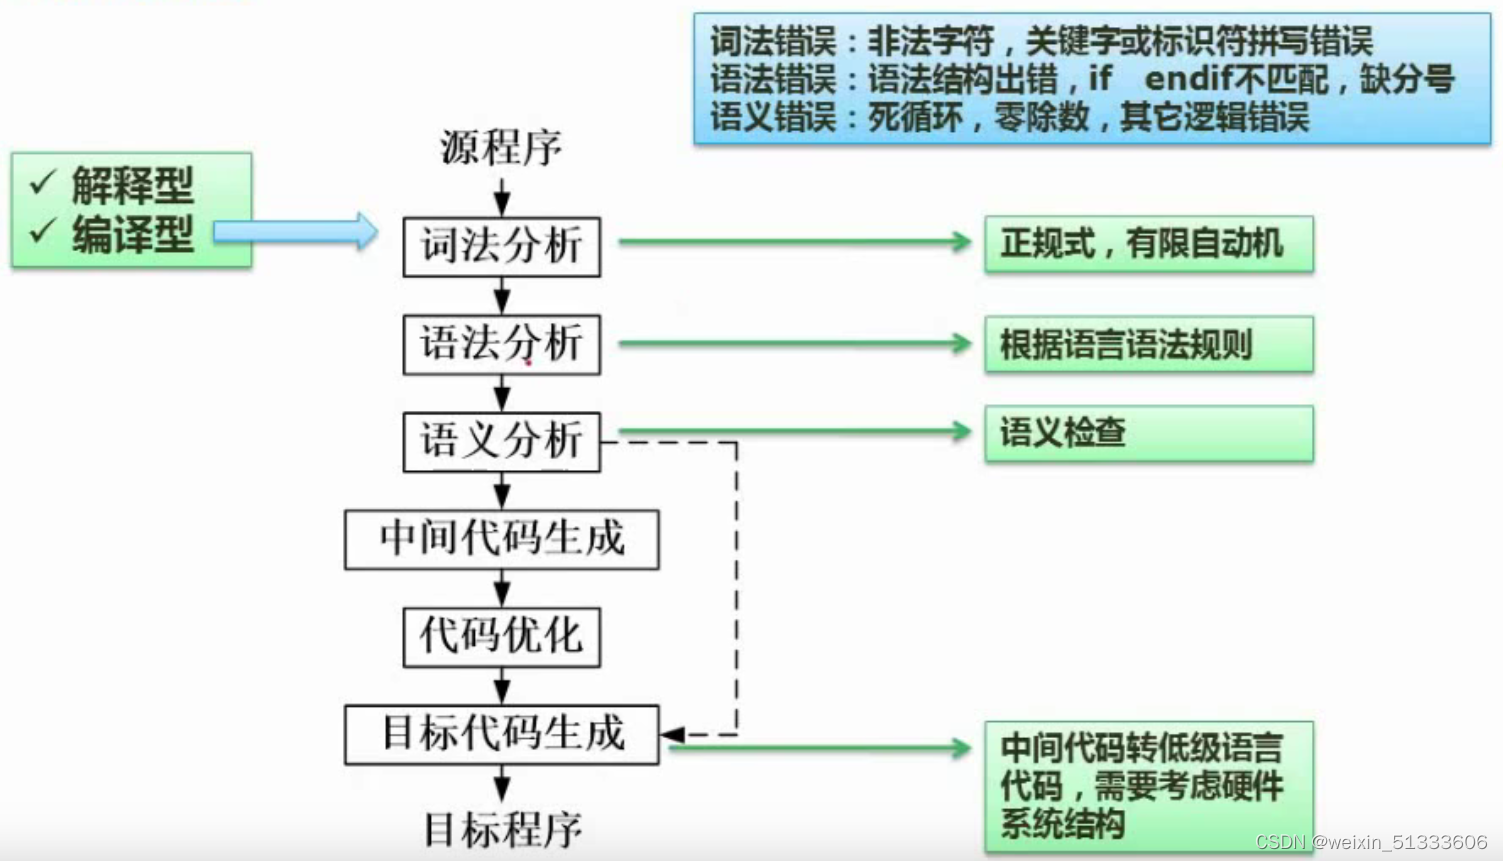 词法错误：非法字符，关键字或标识符拼写错误
语法错误：语法结构出错，if endif不匹配，缺分号
语义错误：死循环，零除数，其它逻辑错误
✓ 解释型
✓ 编译型
源程序
词法分析
正规式，有限自动机
语法分析
根据语言语法规则
语义分析
语义检查
中间代码生成
代码优化
目标代码生成
中间代码转低级语言
代码，需要考虑硬件
系统结构
目标程序
CSDN @weixin_51333606